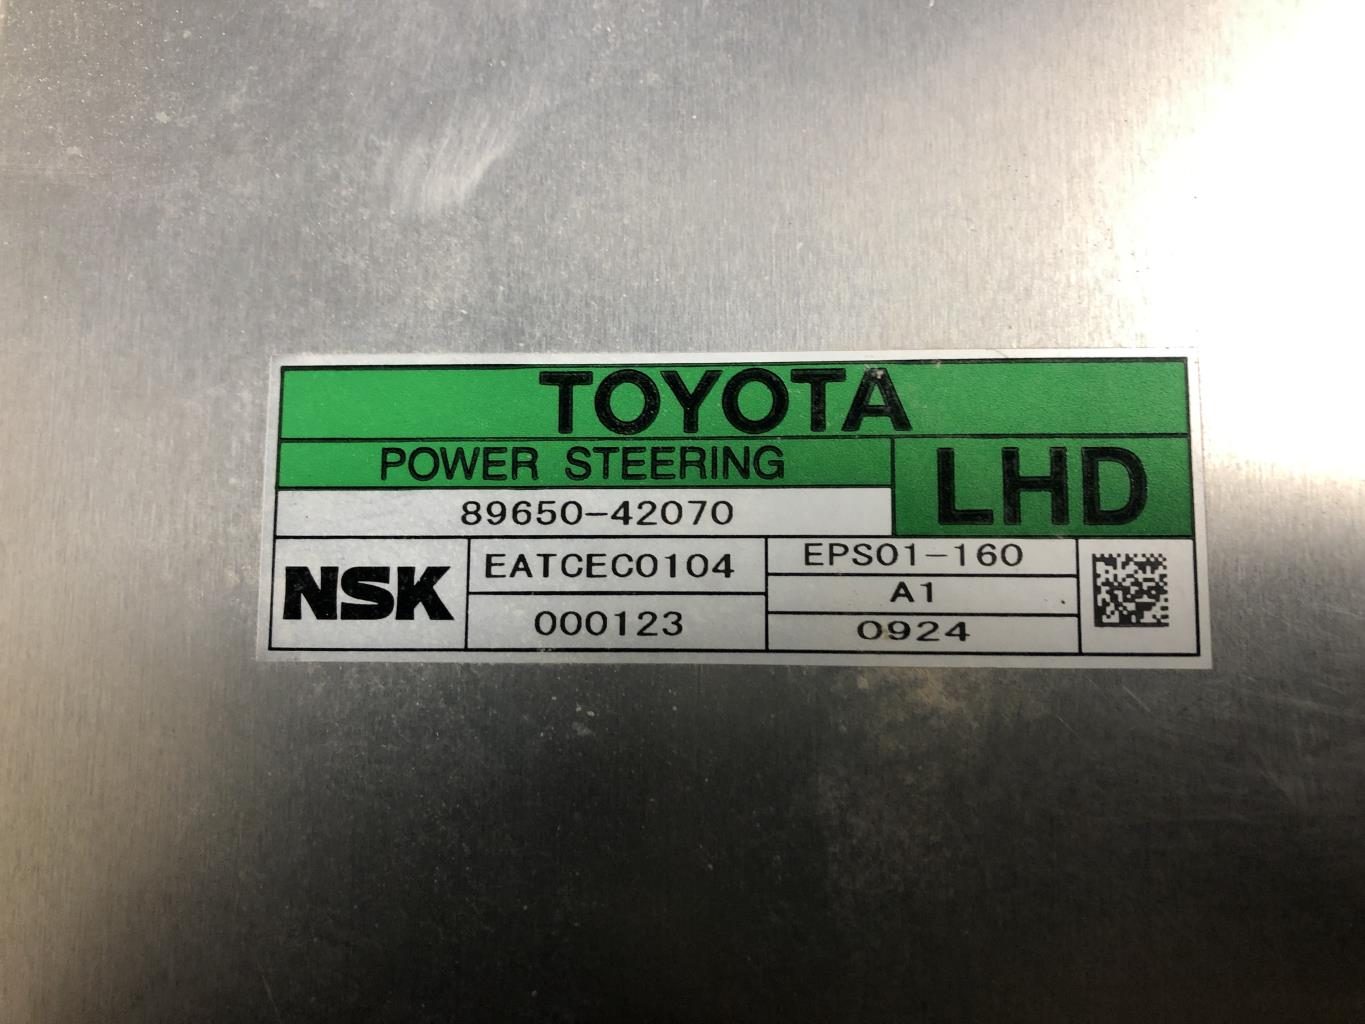 TOYOTA
POWER STEERING
LHD
89650-42070
NSK
EATCEC0104
000123
EPS01-160
A1
0924